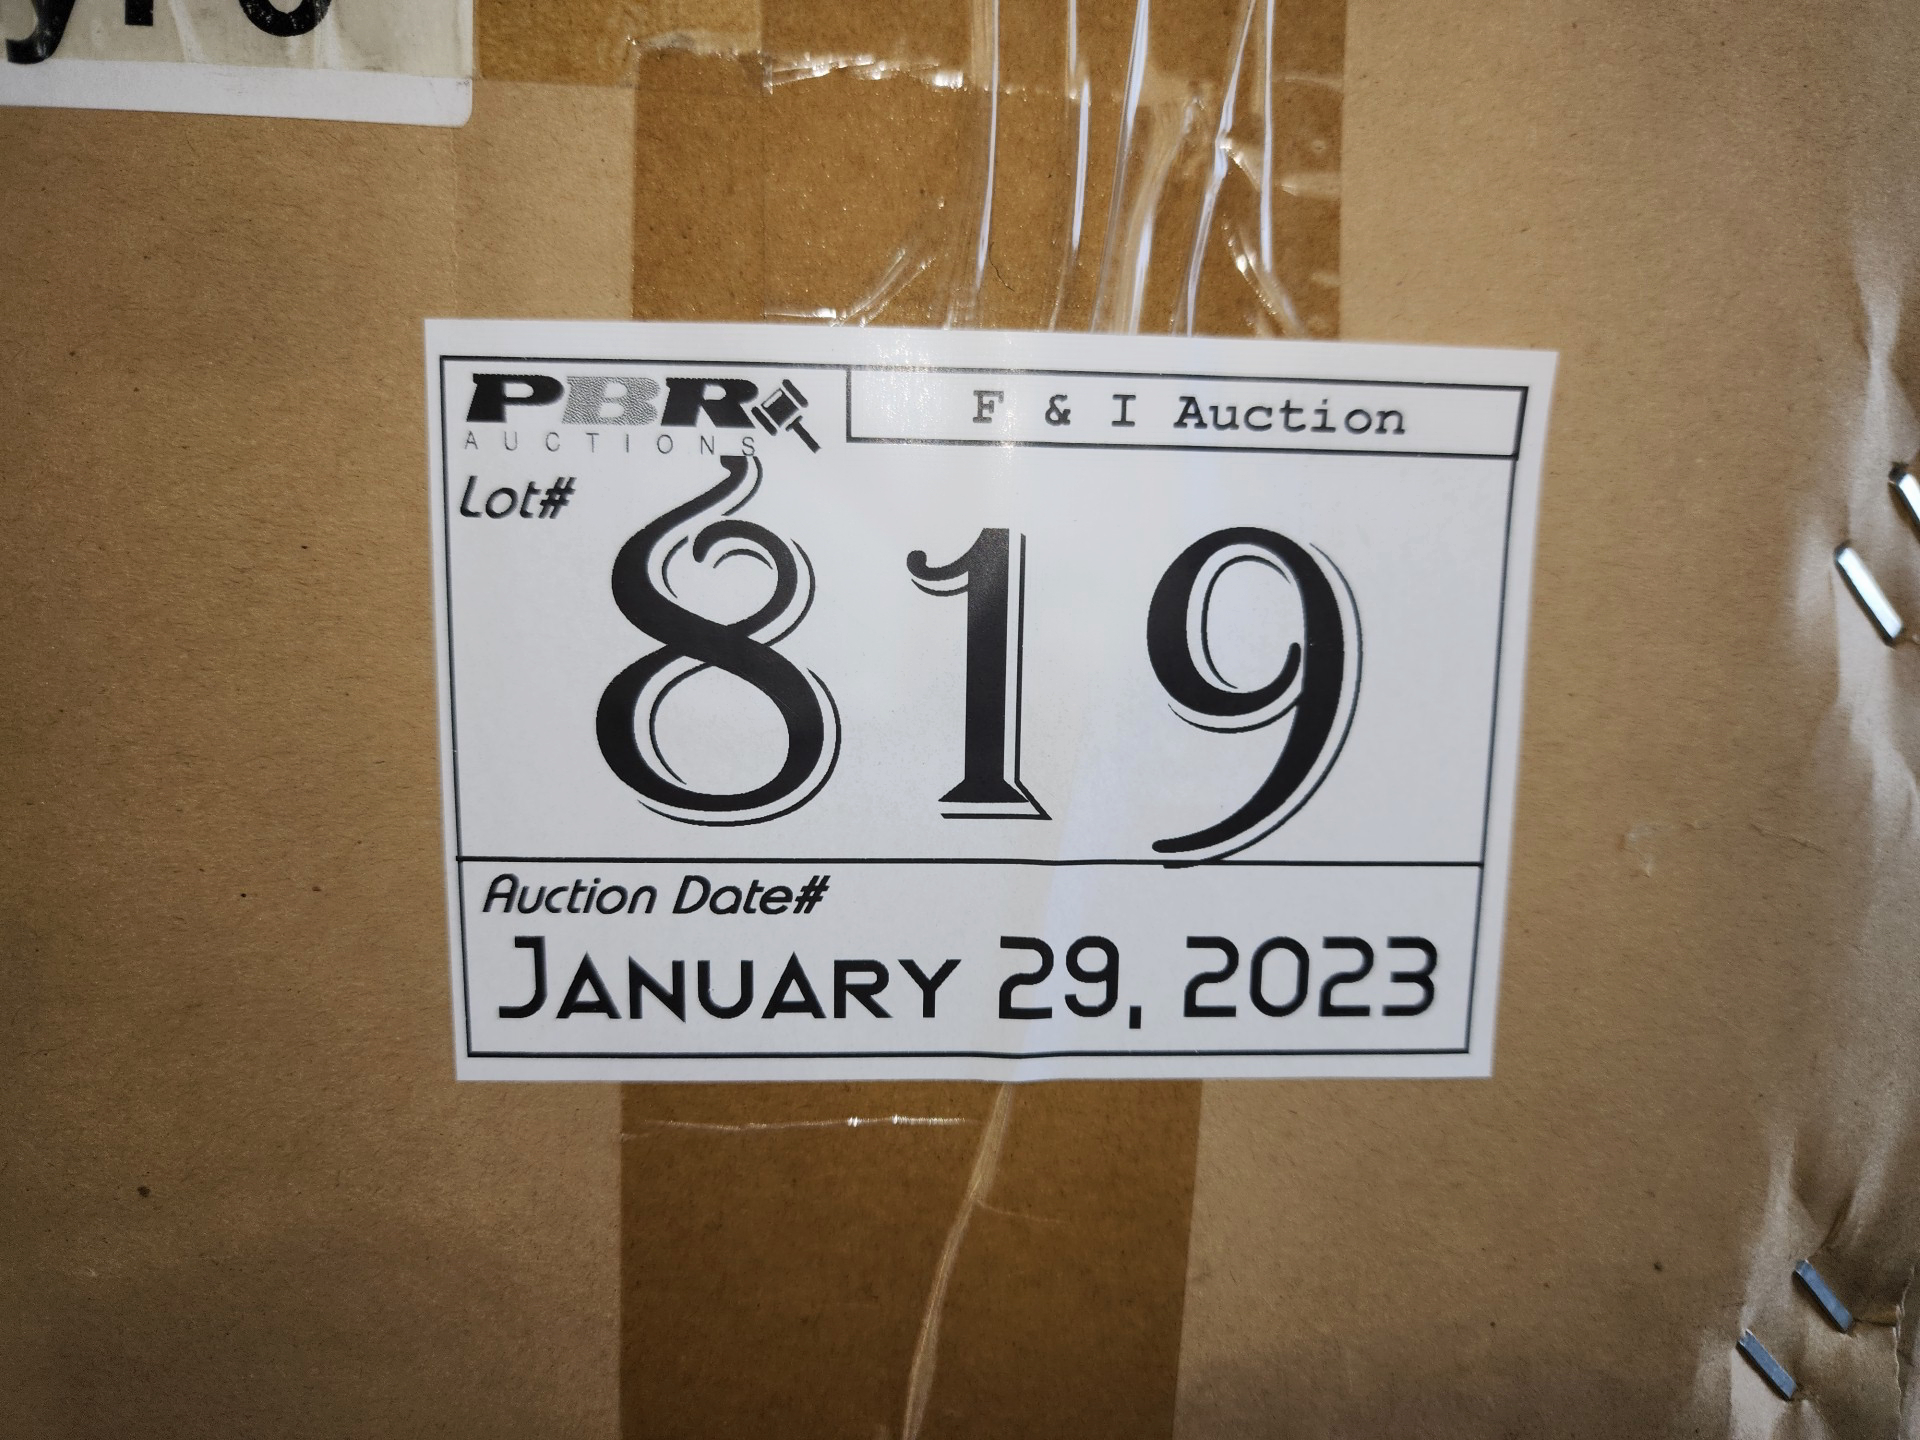 PBR
AUCTIONS
F & I Auction
Lot#
819
Auction Date#
JANUARY 29, 2023